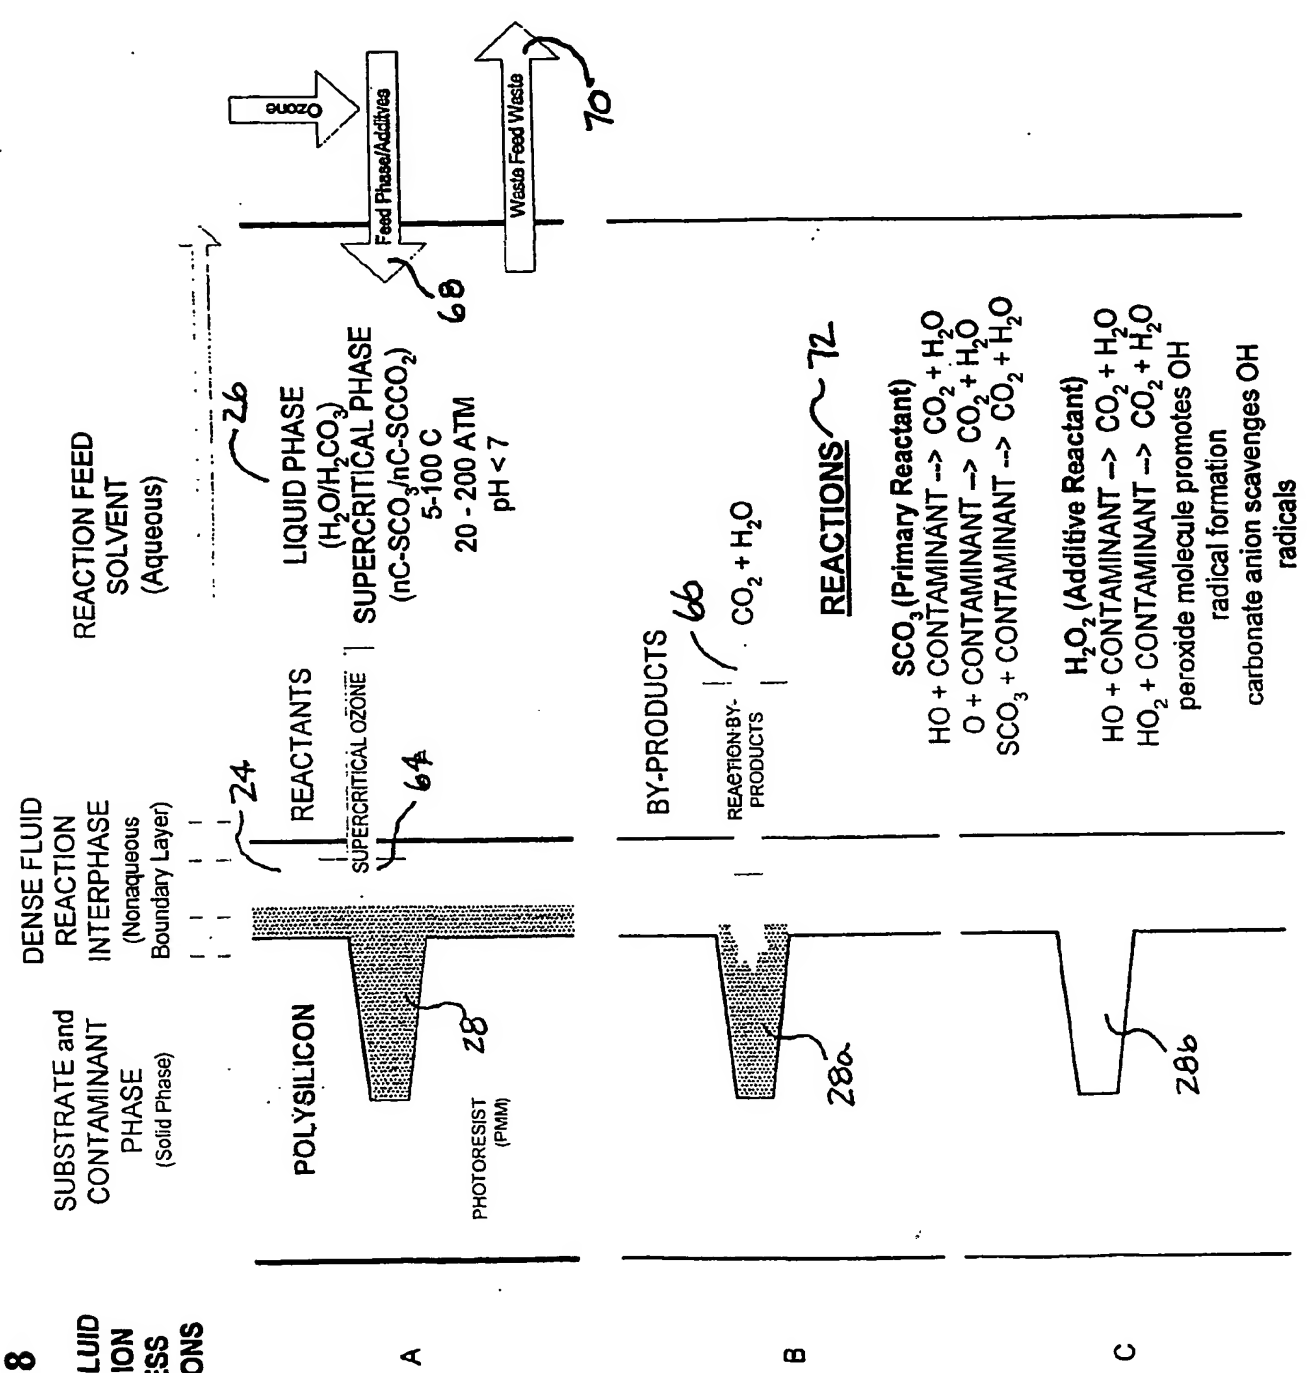 8
LUID
ION
ESS
ONS
SUBSTRATE and
CONTAMINANT
PHASE
(Solid Phase)
DENSE FLUID
REACTION
INTERPHASE
(Nonaqueous
Boundary Layer)
REACTION FEED
SOLVENT
(Aqueous)
A
POLYSILICON
PHOTORESIST
(PMM)
28
24
REACTANTS
SUPERCRITICAL OZONE
64
26
LIQUID PHASE
(H₂O/H₂CO₃)
SUPERCRITICAL PHASE
(nC-SCO₃/nC-SCCO₂)
5-100 C
20 - 200 ATM
pH < 7
68
Ozone
Feed Phase/Additves
Waste Feed Waste
70
B
28a
BY-PRODUCTS
66
REACTION-BY-
PRODUCTS
CO₂ + H₂O
REACTIONS
72
SCO₃ (Primary Reactant)
HO + CONTAMINANT --> CO₂ + H₂O
O + CONTAMINANT --> CO₂ + H₂O
SCO₃ + CONTAMINANT --> CO₂ + H₂O
H₂O₂ (Additive Reactant)
HO + CONTAMINANT --> CO₂ + H₂O
HO₂ + CONTAMINANT --> CO₂ + H₂O
peroxide molecule promotes OH
radical formation
carbonate anion scavenges OH
radicals
C
28b